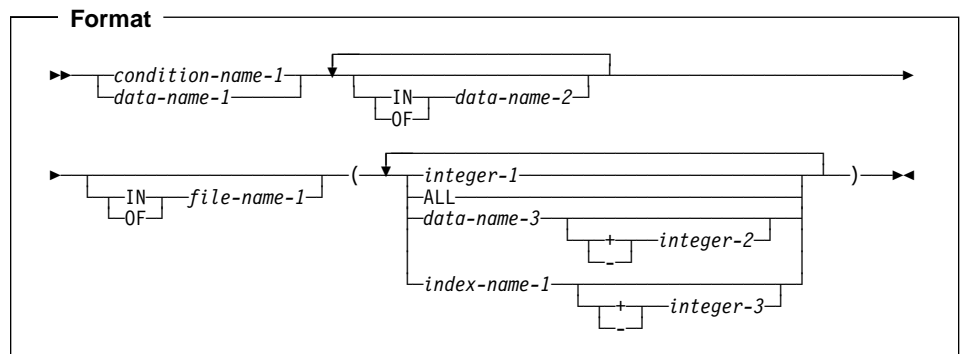 Format
condition-name-1
data-name-1
IN data-name-2
OF
IN file-name-1
OF
( integer-1 )
ALL
data-name-3
+ integer-2
-
index-name-1
+ integer-3
-